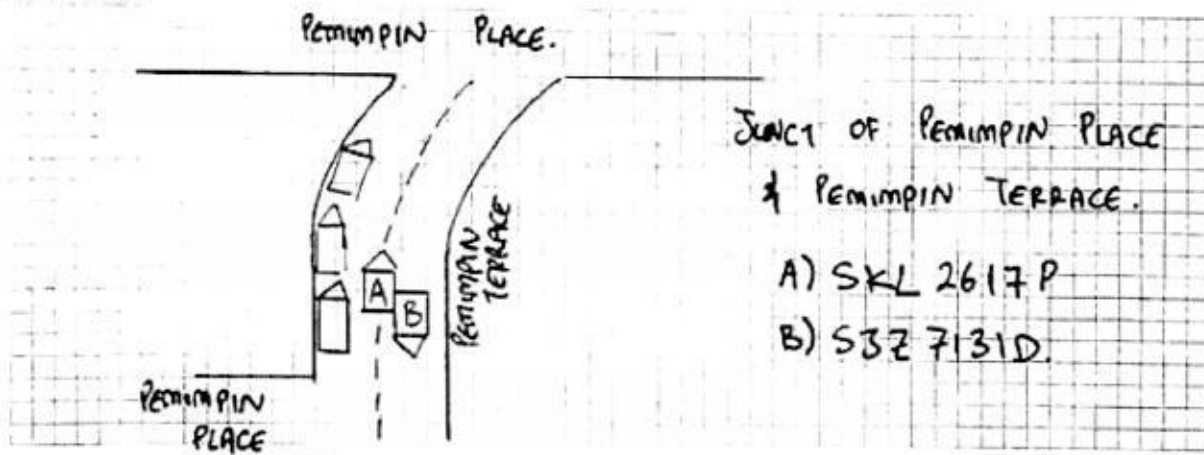 PEMIMPIN PLACE.
JUNCT OF PEMIMPIN PLACE
& PEMIMPIN TERRACE.
A) SKL 2617P
B) SJZ 7131D.
A
B
PEMIMPIN
TERRACE
PEMIMPIN
PLACE